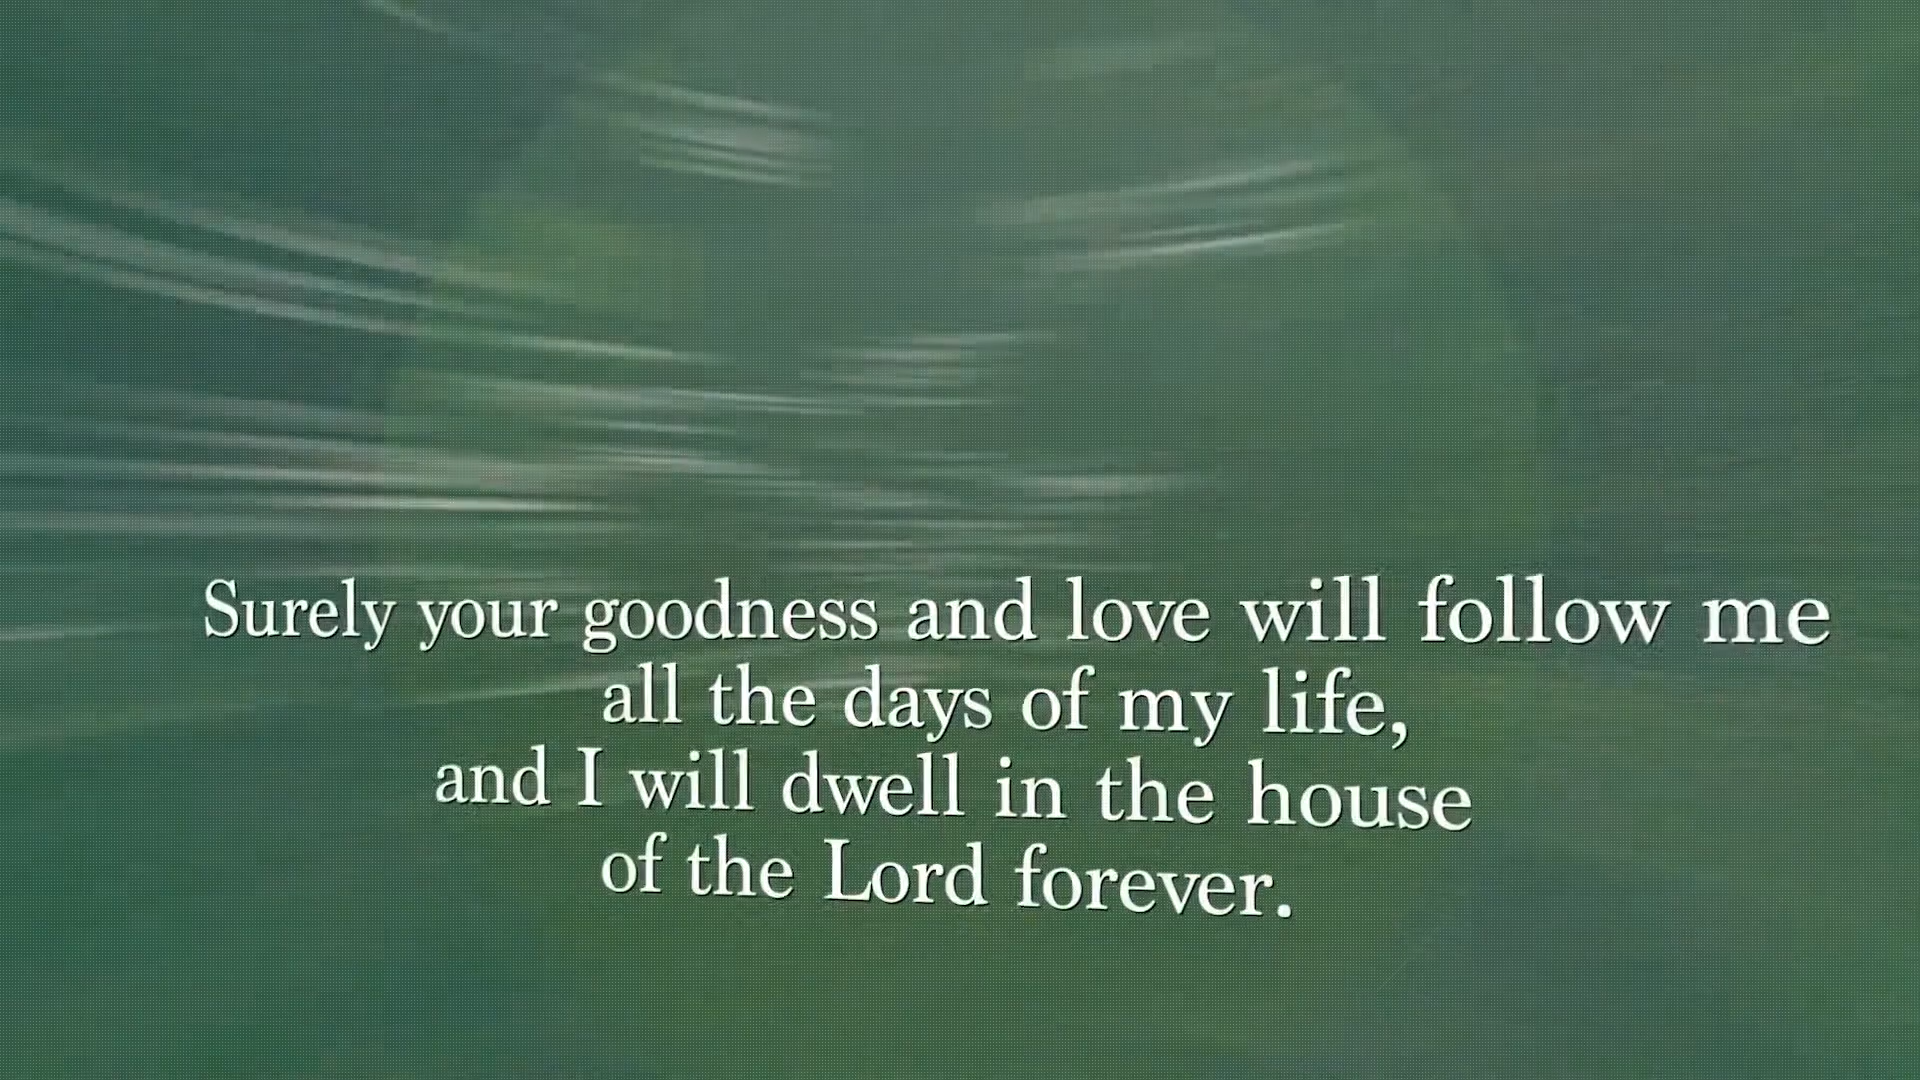 Surely your goodness and love will follow me
all the days of my life,
and I will dwell in the house
of the Lord forever.